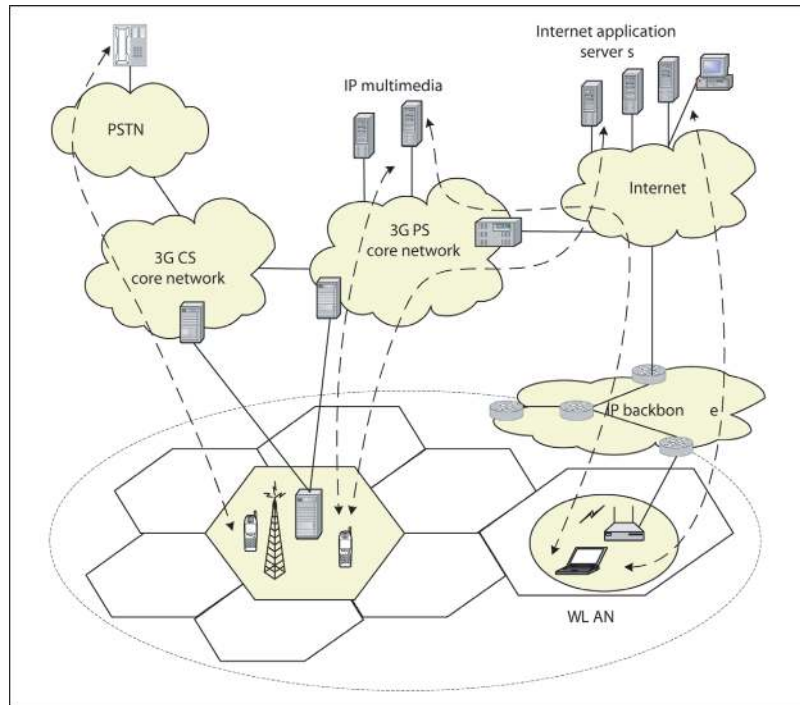 Internet application
server s
IP multimedia
PSTN
Internet
3G CS
core network
3G PS
core network
IP backbon e
WL AN